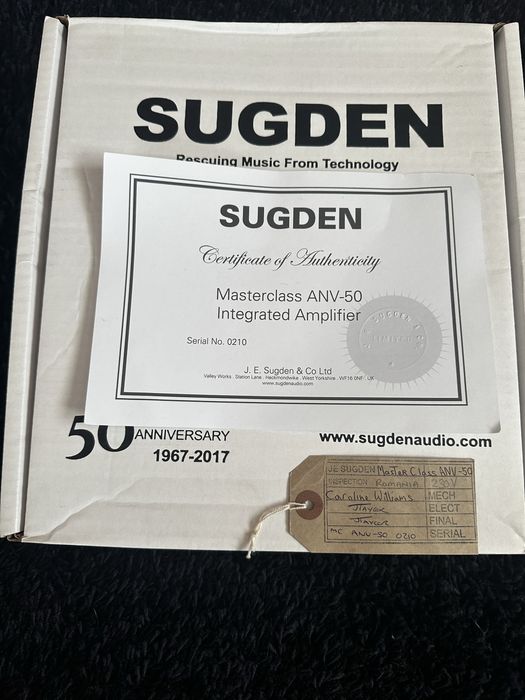 SUGDEN
Rescuing Music From Technology
SUGDEN
Certificate of Authenticity
Masterclass ANV-50
Integrated Amplifier
Serial No. 0210
J. E. Sugden & Co Ltd
Valley Works . Station Lane . Heckmondwike . West Yorkshire . WF16 0NF . UK
www.sugdenaudio.com
SUGDEN & C
LIMITED
50 ANNIVERSARY
1967-2017
www.sugdenaudio.com
JE SUGDEN Master Class ANV-50
INSPECTION ROMANIA 230V
Caroline Williams MECH
ELECT
FINAL
MC ANV-50 0210 SERIAL